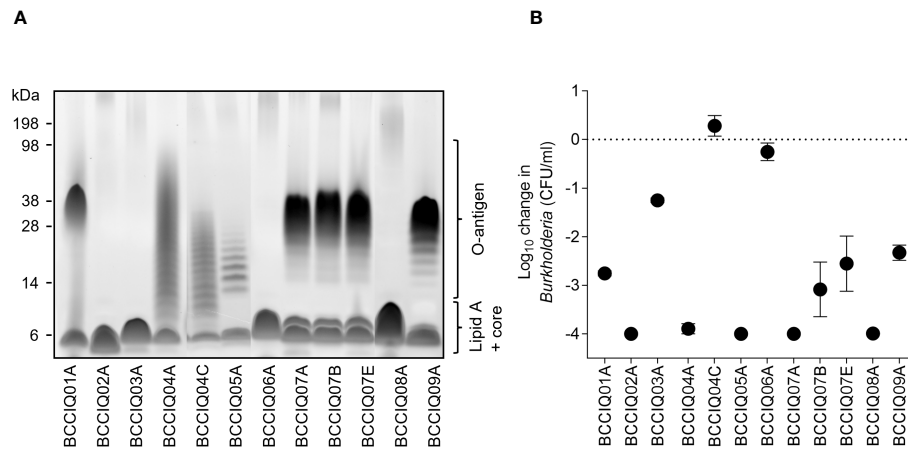 A
kDa
198
98
38
28
14
6
O-antigen
Lipid A
+ core
BCCIQ01A
BCCIQ02A
BCCIQ03A
BCCIQ04A
BCCIQ04C
BCCIQ05A
BCCIQ06A
BCCIQ07A
BCCIQ07B
BCCIQ07E
BCCIQ08A
BCCIQ09A
B
Log10 change in
Burkholderia (CFU/ml)
1
0
-1
-2
-3
-4
BCCIQ01A
BCCIQ02A
BCCIQ03A
BCCIQ04A
BCCIQ04C
BCCIQ05A
BCCIQ06A
BCCIQ07A
BCCIQ07B
BCCIQ07E
BCCIQ08A
BCCIQ09A